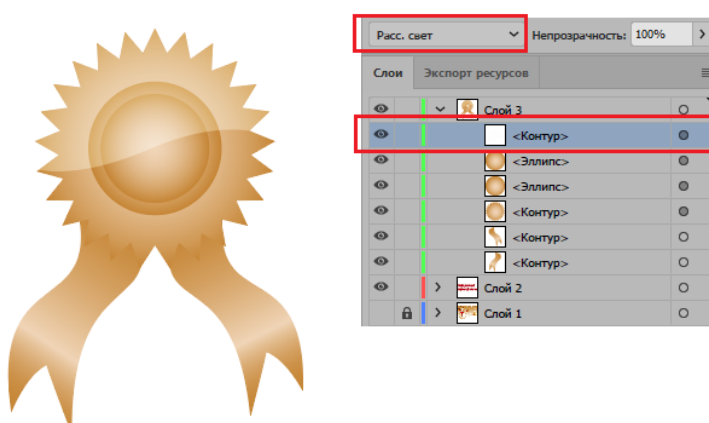 Расс. свет Непрозрачность: 100%
Слои Экспорт ресурсов
Слой 3
<Контур>
<Эллипс>
<Эллипс>
<Контур>
<Контур>
<Контур>
Слой 2
Слой 1